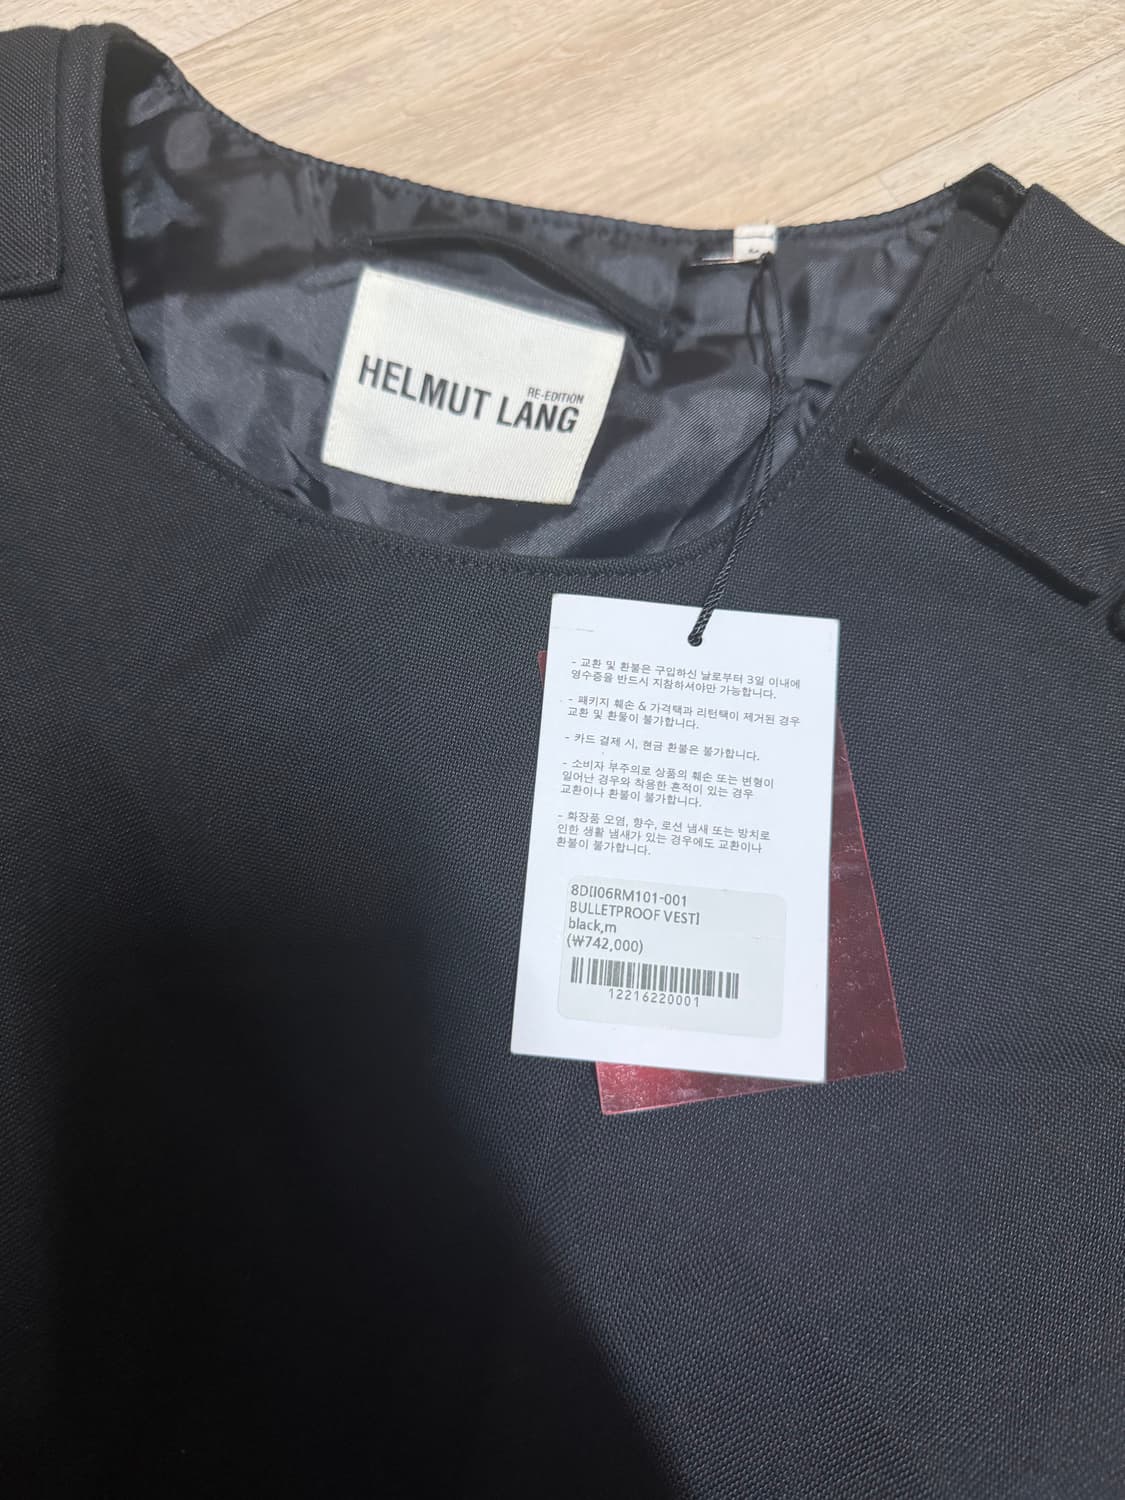 RE-EDITION
HELMUT LANG
- 교환 및 환불은 구입하신 날로부터 3일 이내에
영수증을 반드시 지참하셔야만 가능합니다.
- 패키지 훼손 & 가격택과 리턴택이 제거된 경우
교환 및 환물이 불가합니다.
- 카드 결제 시, 현금 환불은 불가합니다.
- 소비자 부주의로 상품의 훼손 또는 변형이
일어난 경우와 착용한 흔적이 있는 경우
교환이나 환불이 불가합니다.
- 화장품 오염, 향수, 로션 냄새 또는 방치로
인한 생활 냄새가 있는 경우에도 교환이나
환불이 불가합니다.
8DII06RM101-001
BULLETPROOF VEST
black,m
(₩742,000)
12216220001